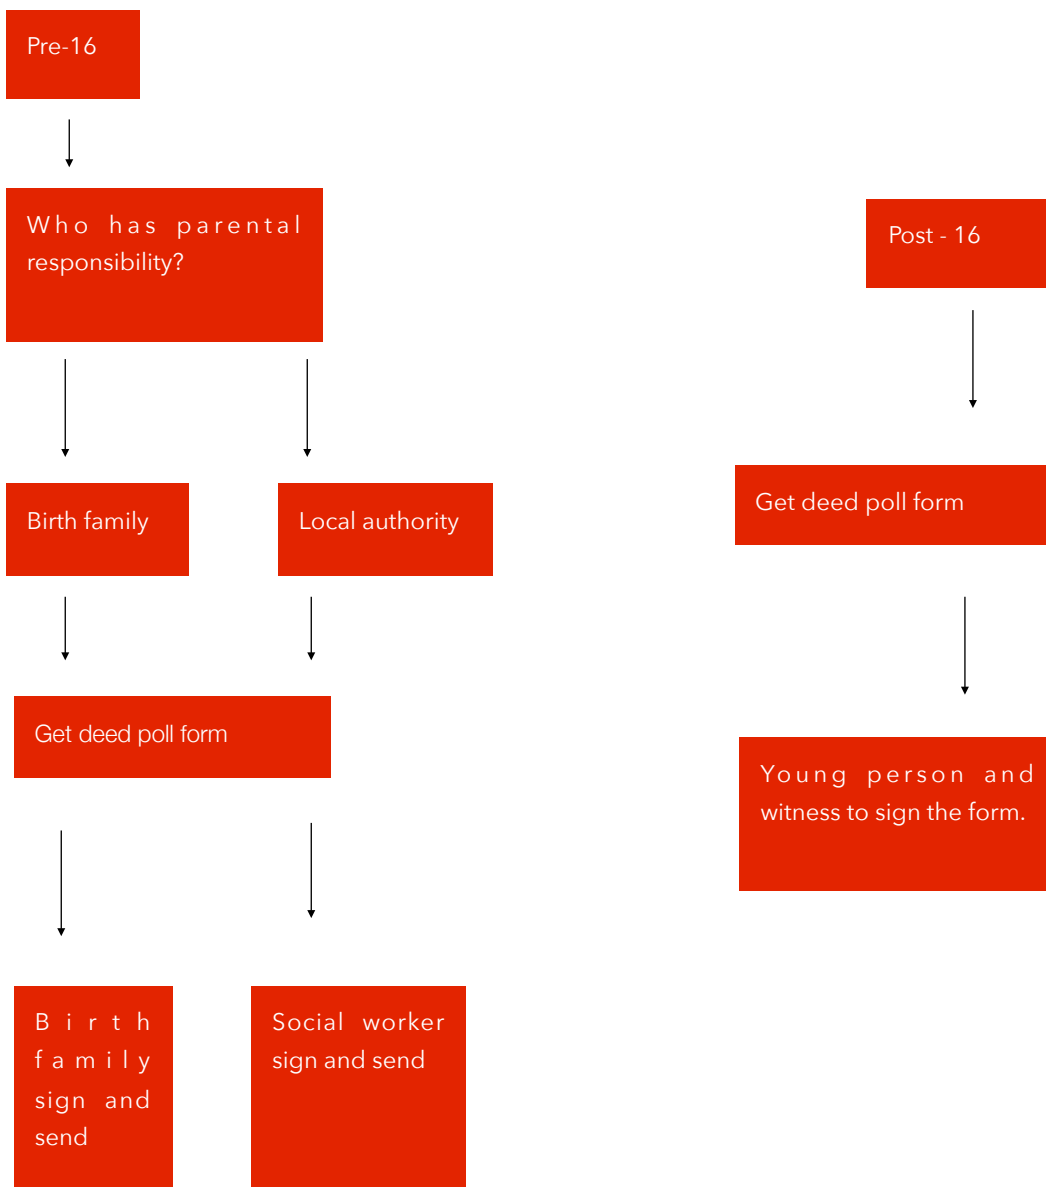 Pre-16
Who has parental
responsibility?
Post - 16
Birth family
Local authority
Get deed poll form
Get deed poll form
Young person and
witness to sign the form.
Birth
family
sign and
send
Social worker
sign and send